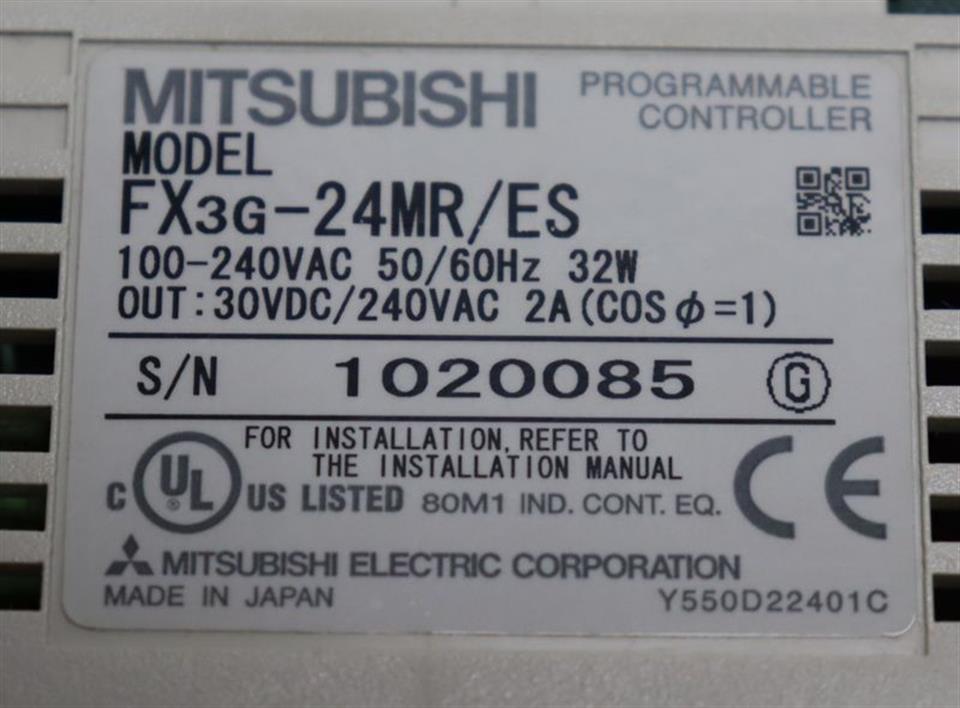 MITSUBISHI
PROGRAMMABLE
CONTROLLER
MODEL
FX3G-24MR/ES
100-240VAC 50/60Hz 32W
OUT:30VDC/240VAC 2A(COSφ=1)
S/N 1020085 G
FOR INSTALLATION,REFER TO
THE INSTALLATION MANUAL
C UL ® US LISTED 80M1 IND. CONT. EQ.
CE
MITSUBISHI ELECTRIC CORPORATION
MADE IN JAPAN Y550D22401C